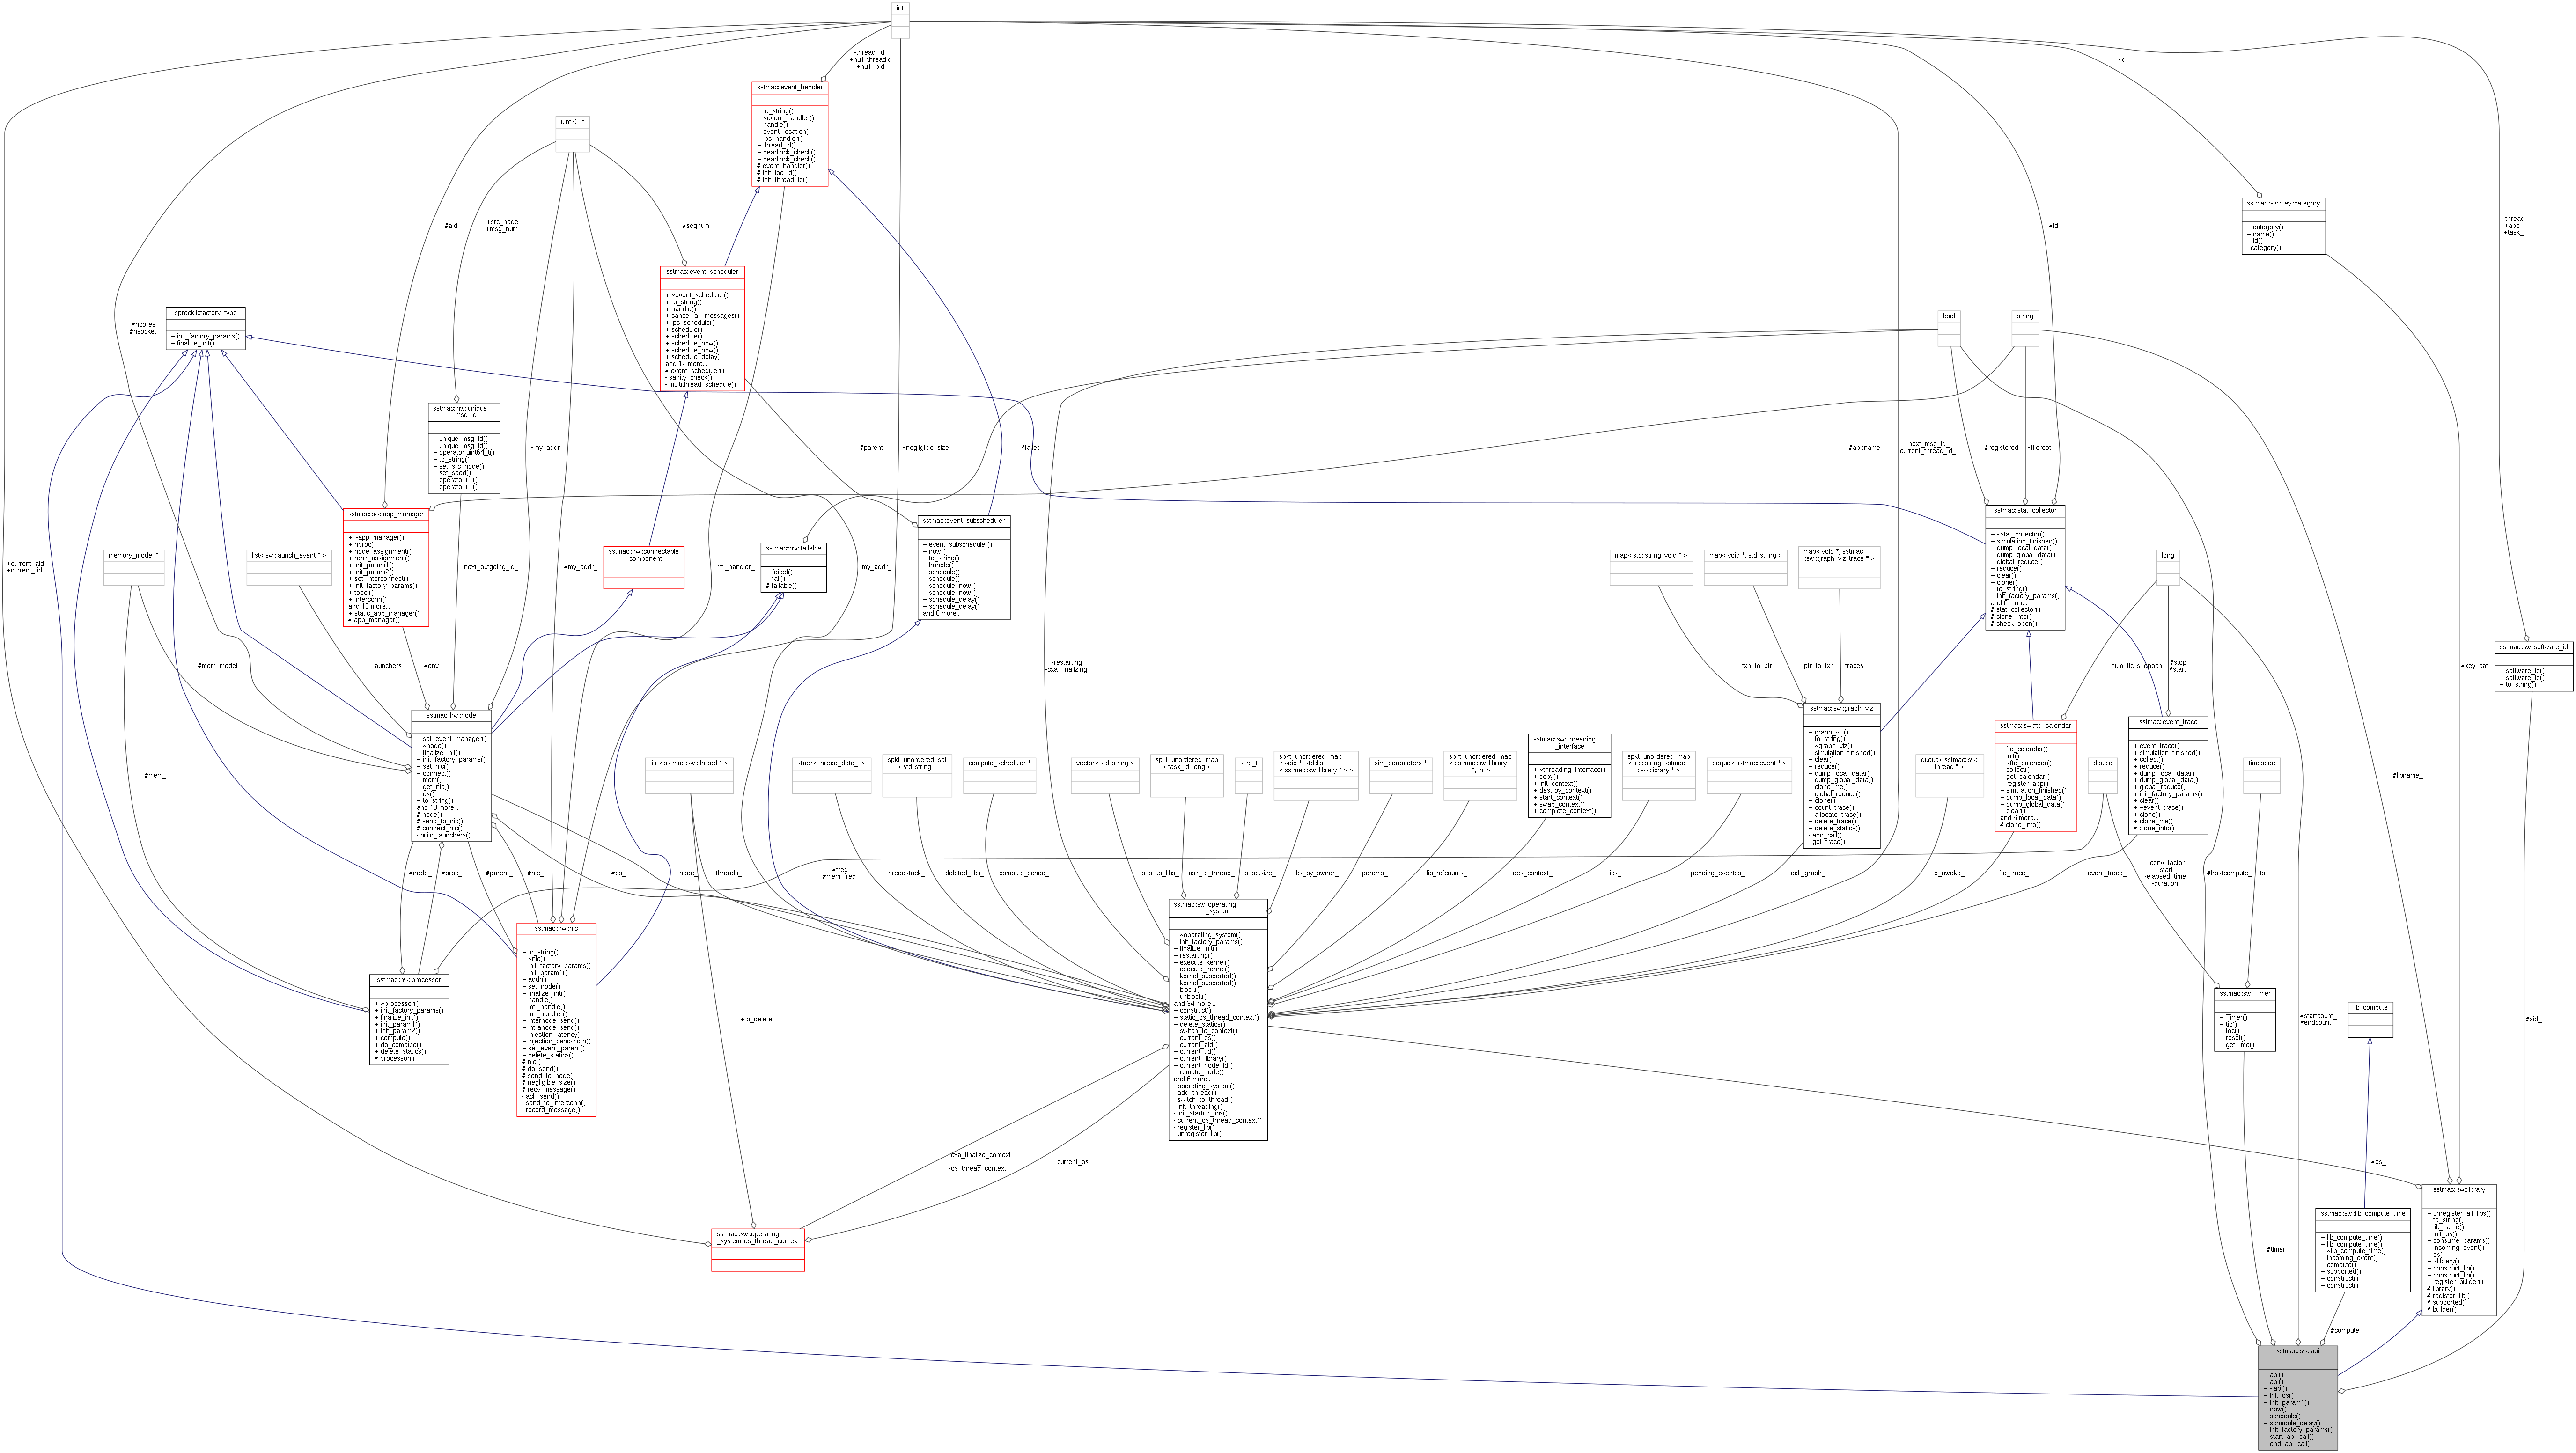 int
-thread_id_
+null_threadid
+null_lpid
-id_
sstmac::event_handler
+ to_string()
+ ~event_handler()
+ handle()
+ event_location()
+ ipc_handler()
+ thread_id()
+ deadlock_check()
+ deadlock_check()
# event_handler()
# init_loc_id()
# init_thread_id()
uint32_t
sstmac::sw::key::category
+ category()
+ name()
+ id()
- category()
#aid_
+src_node
+msg_num
#seqnum_
#id_
+thread_
+app_
+task_
sstmac::event_scheduler
+ ~event_scheduler()
+ to_string()
+ handle()
+ cancel_all_messages()
+ ipc_schedule()
+ schedule()
+ schedule()
+ schedule_now()
+ schedule_now()
+ schedule_delay()
and 12 more...
# event_scheduler()
- sanity_check()
- multithread_schedule()
sprockit::factory_type
+ init_factory_params()
+ finalize_init()
#ncores_
#nsocket_
bool
string
sstmac::hw::unique
_msg_id
+ unique_msg_id()
+ unique_msg_id()
+ operator uint64_t()
+ to_string()
+ set_src_node()
+ set_seed()
+ operator++()
+ operator++()
#my_addr_
#parent_
#negligible_size_
#failed_
#appname_
-next_msg_id_
-current_thread_id_
#registered_
#fileroot_
sstmac::sw::app_manager
+ ~app_manager()
+ nproc()
+ node_assignment()
+ rank_assignment()
+ init_param1()
+ init_param2()
+ set_interconnect()
+ init_factory_params()
+ topol()
+ interconn()
and 10 more...
+ static_app_manager()
# app_manager()
sstmac::event_subscheduler
+ event_subscheduler()
+ now()
+ to_string()
+ handle()
+ schedule()
+ schedule()
+ schedule_now()
+ schedule_now()
+ schedule_delay()
+ schedule_delay()
and 8 more...
sstmac::stat_collector
+ ~stat_collector()
+ simulation_finished()
+ dump_local_data()
+ dump_global_data()
+ global_reduce()
+ reduce()
+ clear()
+ clone()
+ to_string()
+ init_factory_params()
and 6 more...
# stat_collector()
# clone_into()
# check_open()
memory_model *
list< sw::launch_event * >
sstmac::hw::connectable
_component
sstmac::hw::failable
+ failed()
+ fail()
# failable()
map< std::string, void * >
map< void *, std::string >
map< void *, sstmac
::sw::graph_viz::trace * >
long
+current_aid
+current_tid
-next_outgoing_id_
#my_addr_
-mtl_handler_
-my_addr_
sstmac::sw::software_id
+ software_id()
+ software_id()
+ to_string()
#mem_model_
-launchers_
#env_
-restarting_
-cxa_finalizing_
-fxn_to_ptr_
-ptr_to_fxn_
-traces_
-num_ticks_epoch_
#stop_
#start_
#key_cat_
sstmac::hw::node
+ set_event_manager()
+ ~node()
+ finalize_init()
+ init_factory_params()
+ set_nic()
+ connect()
+ mem()
+ get_nic()
+ os()
+ to_string()
and 10 more...
# node()
# send_to_nic()
# connect_nic()
- build_launchers()
sstmac::sw::graph_viz
+ graph_viz()
+ to_string()
+ ~graph_viz()
+ simulation_finished()
+ clear()
+ reduce()
+ dump_local_data()
+ dump_global_data()
+ clone_me()
+ global_reduce()
+ clone()
+ count_trace()
+ allocate_trace()
+ delete_trace()
+ delete_statics()
- add_call()
- get_trace()
sstmac::sw::ftq_calendar
+ ftq_calendar()
+ init()
+ ~ftq_calendar()
+ collect()
+ get_calendar()
+ register_app()
+ simulation_finished()
+ dump_local_data()
+ dump_global_data()
+ clear()
and 6 more...
# clone_into()
sstmac::event_trace
+ event_trace()
+ simulation_finished()
+ collect()
+ reduce()
+ dump_local_data()
+ dump_global_data()
+ global_reduce()
+ init_factory_params()
+ clear()
+ ~event_trace()
+ clone()
+ clone_me()
# clone_into()
list< sstmac::sw::thread * >
stack< thread_data_t >
spkt_unordered_set
< std::string >
compute_scheduler *
vector< std::string >
spkt_unordered_map
< task_id, long >
size_t
spkt_unordered_map
< void *, std::list
< sstmac::sw::library * > >
sim_parameters *
spkt_unordered_map
< sstmac::sw::library
*, int >
sstmac::sw::threading
_interface
+ ~threading_interface()
+ copy()
+ init_context()
+ destroy_context()
+ start_context()
+ swap_context()
+ complete_context()
spkt_unordered_map
< std::string, sstmac
::sw::library * >
deque< sstmac::event * >
queue< sstmac::sw::
thread * >
double
timespec
#mem_
#libname_
#node_
#proc_
#parent_
#nic_
#os_
-node_
-threads_
#freq_
#mem_freq_
-threadstack_
-deleted_libs_
-compute_sched_
-startup_libs_
-task_to_thread_
-stacksize_
-libs_by_owner_
-params_
-lib_refcounts_
-des_context_
-libs_
-pending_eventss_
-call_graph_
-to_awake_
-ftq_trace_
-event_trace_
-conv_factor
-start
-elapsed_time
-duration
#hostcompute_
-ts
sstmac::hw::nic
+ to_string()
+ ~nic()
+ init_factory_params()
+ init_param1()
+ addr()
+ set_node()
+ finalize_init()
+ handle()
+ mtl_handle()
+ mtl_handler()
+ internode_send()
+ intranode_send()
+ injection_latency()
+ injection_bandwidth()
+ set_event_parent()
+ delete_statics()
# nic()
# do_send()
# send_to_node()
# negligible_size()
# recv_message()
- ack_send()
- send_to_interconn()
- record_message()
sstmac::sw::operating
_system
+ ~operating_system()
+ init_factory_params()
+ finalize_init()
+ restarting()
+ execute_kernel()
+ execute_kernel()
+ kernel_supported()
+ kernel_supported()
+ block()
+ unblock()
and 34 more...
+ construct()
+ static_os_thread_context()
+ delete_statics()
+ switch_to_context()
+ current_os()
+ current_aid()
+ current_tid()
+ current_library()
+ current_node_id()
+ remote_node()
and 6 more...
- operating_system()
- add_thread()
- switch_to_thread()
- init_threading()
- init_startup_libs()
- current_os_thread_context()
- register_lib()
- unregister_lib()
sstmac::hw::processor
+ ~processor()
+ init_factory_params()
+ finalize_init()
+ init_param1()
+ init_param2()
+ compute()
+ do_compute()
+ delete_statics()
# processor()
sstmac::sw::Timer
+ Timer()
+ tic()
+ toc()
+ reset()
+ getTime()
lib_compute
+to_delete
#startcount_
#endcount_
#sid_
-cxa_finalize_context
-os_thread_context_
+current_os
#os_
sstmac::sw::library
+ unregister_all_libs()
+ to_string()
+ lib_name()
+ init_os()
+ consume_params()
+ incoming_event()
+ os()
+ ~library()
+ construct_lib()
+ construct_lib()
+ register_builder()
# library()
# register_lib()
# supported()
# builder()
sstmac::sw::lib_compute_time
+ lib_compute_time()
+ lib_compute_time()
+ ~lib_compute_time()
+ incoming_event()
+ compute()
+ supported()
+ construct()
+ construct()
sstmac::sw::operating
_system::os_thread_context
#timer_
#compute_
sstmac::sw::api
+ api()
+ api()
+ ~api()
+ init_os()
+ init_param1()
+ now()
+ schedule()
+ schedule_delay()
+ init_factory_params()
+ start_api_call()
+ end_api_call()